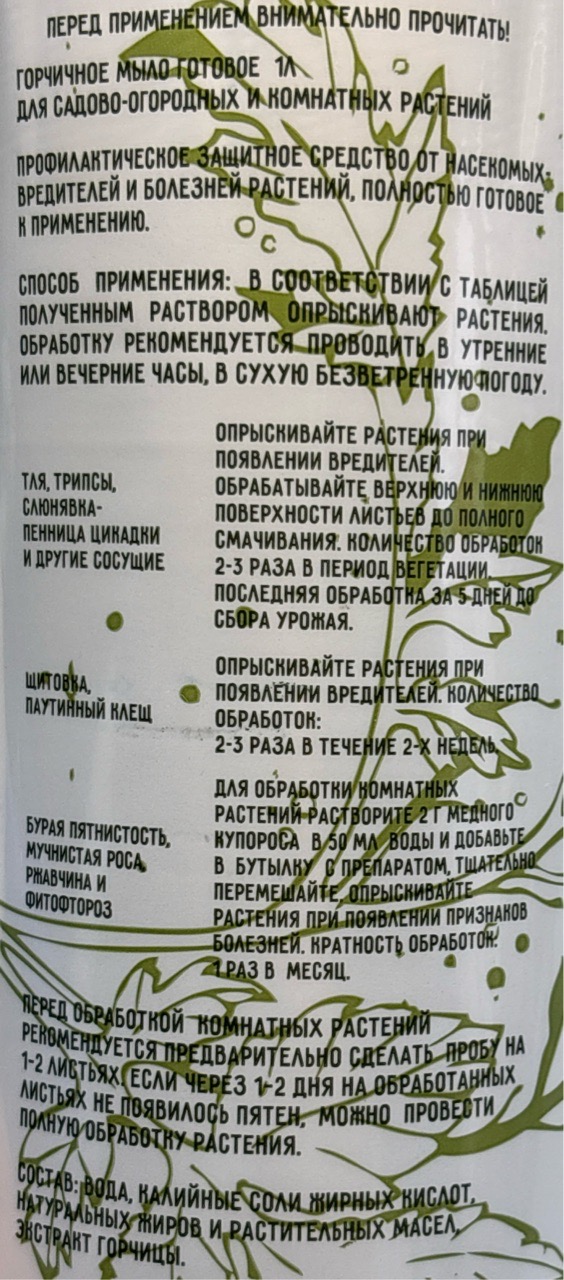 ПЕРЕД ПРИМЕНЕНИЕМ ВНИМАТЕЛЬНО ПРОЧИТАТЬ!
ГОРЧИЧНОЕ МЫЛО ГОТОВОЕ 1Л
ДЛЯ САДОВО-ОГОРОДНЫХ И КОМНАТНЫХ РАСТЕНИЙ
ПРОФИЛАКТИЧЕСКОЕ ЗАЩИТНОЕ СРЕДСТВО ОТ НАСЕКОМЫХ-
ВРЕДИТЕЛЕЙ И БОЛЕЗНЕЙ РАСТЕНИЙ, ПОЛНОСТЬЮ ГОТОВОЕ
К ПРИМЕНЕНИЮ.
СПОСОБ ПРИМЕНЕНИЯ: В СООТВЕТСТВИИ С ТАБЛИЦЕЙ
ПОЛУЧЕННЫМ РАСТВОРОМ ОПРЫСКИВАЮТ РАСТЕНИЯ.
ОБРАБОТКУ РЕКОМЕНДУЕТСЯ ПРОВОДИТЬ В УТРЕННИЕ
ИЛИ ВЕЧЕРНИЕ ЧАСЫ, В СУХУЮ БЕЗВЕТРЕННУЮ ПОГОДУ.
ТЛЯ, ТРИПСЫ,
СЛЮНЯВКА-
ПЕННИЦА ЦИКАДКИ
И ДРУГИЕ СОСУЩИЕ
ОПРЫСКИВАЙТЕ РАСТЕНИЯ ПРИ
ПОЯВЛЕНИИ ВРЕДИТЕЛЕЙ.
ОБРАБАТЫВАЙТЕ ВЕРХНЮЮ И НИЖНЮЮ
ПОВЕРХНОСТИ ЛИСТЬЕВ ДО ПОЛНОГО
СМАЧИВАНИЯ. КОЛИЧЕСТВО ОБРАБОТОК
2-3 РАЗА В ПЕРИОД ВЕГЕТАЦИИ.
ПОСЛЕДНЯЯ ОБРАБОТКА ЗА 5 ДНЕЙ ДО
СБОРА УРОЖАЯ.
ЩИТОВКА,
ПАУТИННЫЙ КЛЕЩ
ОПРЫСКИВАЙТЕ РАСТЕНИЯ ПРИ
ПОЯВЛЕНИИ ВРЕДИТЕЛЕЙ. КОЛИЧЕСТВО
ОБРАБОТОК:
2-3 РАЗА В ТЕЧЕНИЕ 2-Х НЕДЕЛЬ.
БУРАЯ ПЯТНИСТОСТЬ,
МУЧНИСТАЯ РОСА,
РЖАВЧИНА И
ФИТОФТОРОЗ
ДЛЯ ОБРАБОТКИ КОМНАТНЫХ
РАСТЕНИЙ РАСТВОРИТЕ 2 Г МЕДНОГО
КУПОРОСА В 50 МЛ ВОДЫ И ДОБАВЬТЕ
В БУТЫЛКУ С ПРЕПАРАТОМ, ТЩАТЕЛЬНО
ПЕРЕМЕШАЙТЕ. ОПРЫСКИВАЙТЕ
РАСТЕНИЯ ПРИ ПОЯВЛЕНИИ ПРИЗНАКОВ
БОЛЕЗНЕЙ. КРАТНОСТЬ ОБРАБОТОК:
1 РАЗ В МЕСЯЦ.
ПЕРЕД ОБРАБОТКОЙ КОМНАТНЫХ РАСТЕНИЙ
РЕКОМЕНДУЕТСЯ ПРЕДВАРИТЕЛЬНО СДЕЛАТЬ ПРОБУ НА
1-2 ЛИСТЬЯХ. ЕСЛИ ЧЕРЕЗ 1-2 ДНЯ НА ОБРАБОТАННЫХ
ЛИСТЬЯХ НЕ ПОЯВИЛОСЬ ПЯТЕН, МОЖНО ПРОВЕСТИ
ПОЛНУЮ ОБРАБОТКУ РАСТЕНИЯ.
СОСТАВ: ВОДА, КАЛИЙНЫЕ СОЛИ ЖИРНЫХ КИСЛОТ,
НАТУРАЛЬНЫХ ЖИРОВ И РАСТИТЕЛЬНЫХ МАСЕЛ,
ЭКСТРАКТ ГОРЧИЦЫ.